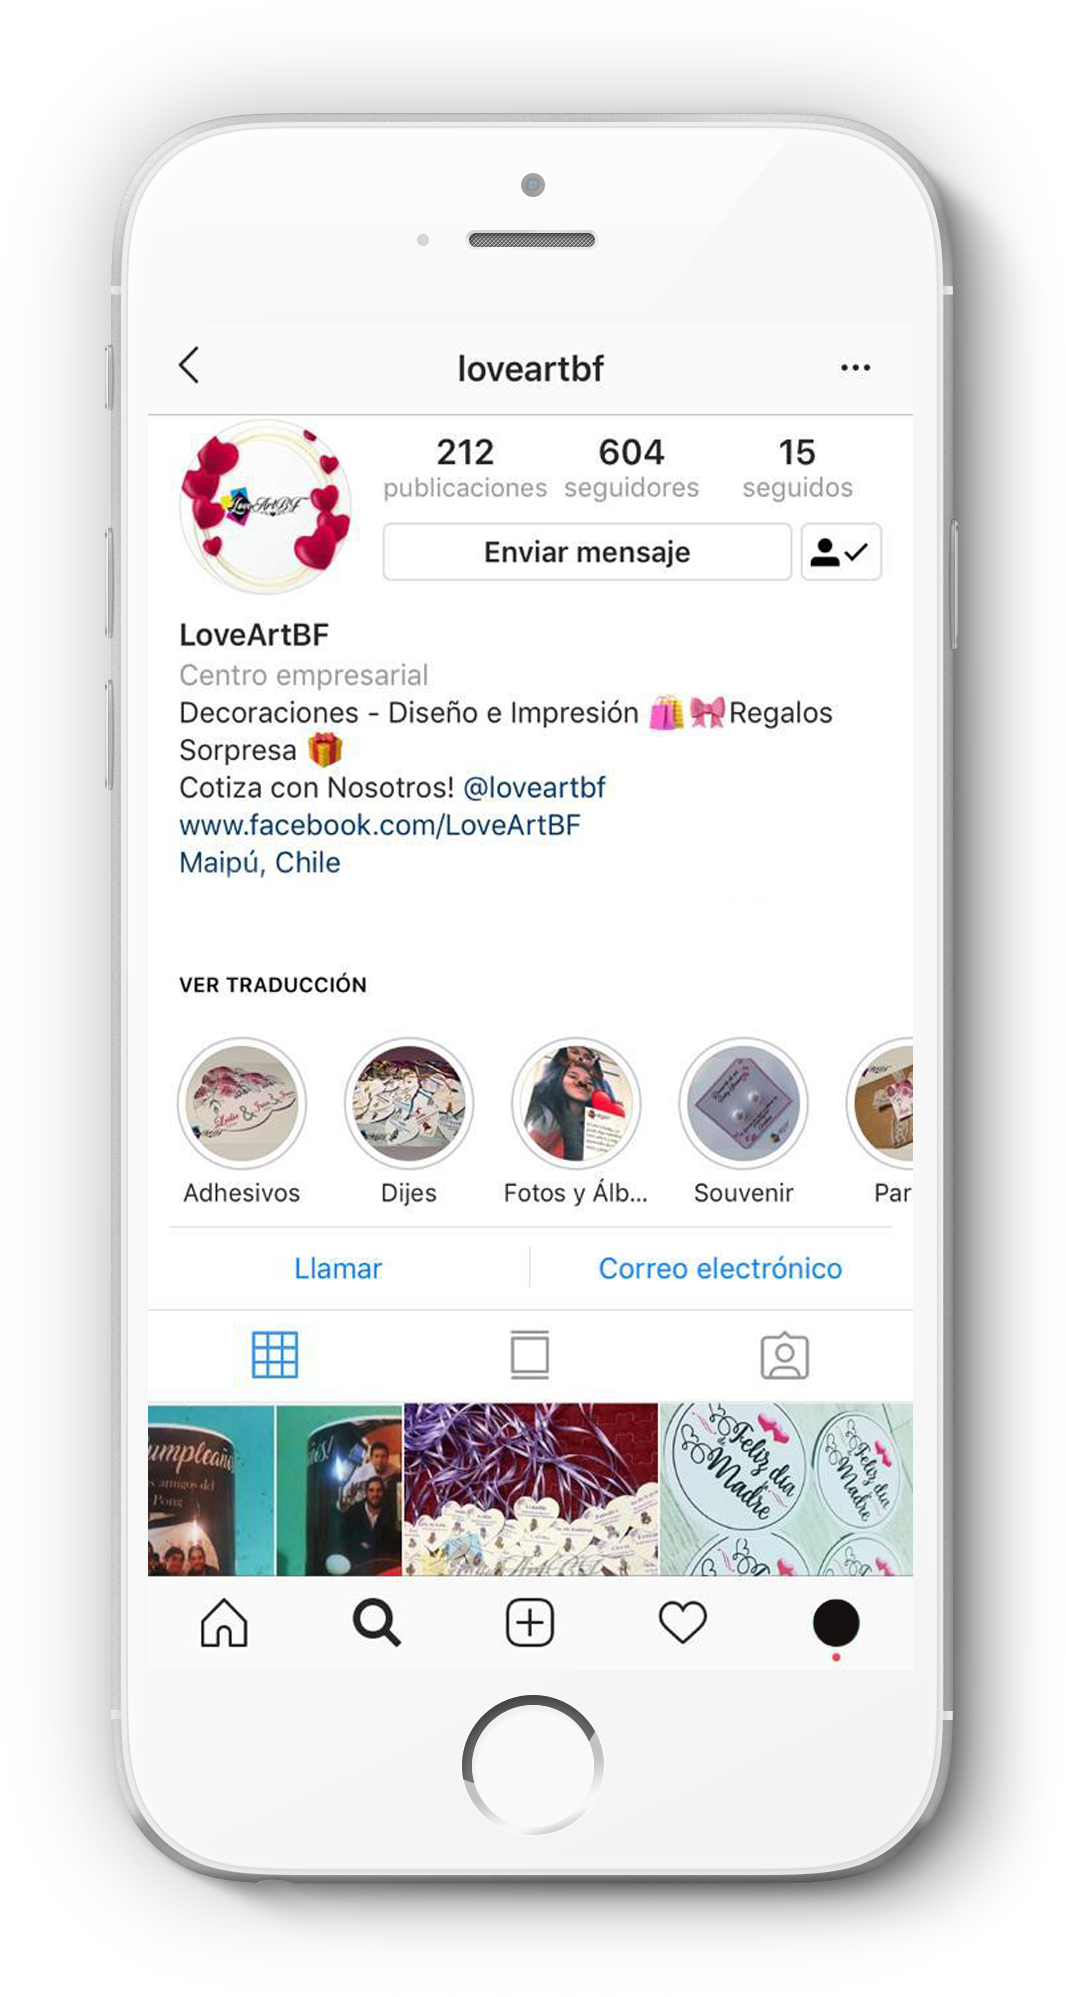 loveartbf
212 604 15
publicaciones seguidores seguidos
LoveArtBF
Enviar mensaje
LoveArtBF
Centro empresarial
Decoraciones - Diseño e Impresión 🛍️🎀Regalos
Sorpresa 🎁
Cotiza con Nosotros! @loveartbf
www.facebook.com/LoveArtBF
Maipú, Chile
VER TRADUCCIÓN
Adhesivos Dijes Fotos y Álb... Souvenir Par
Llamar Correo electrónico
umpleaño
s amigos del
Pong
Feliz día
Madre
Feliz día
Madre